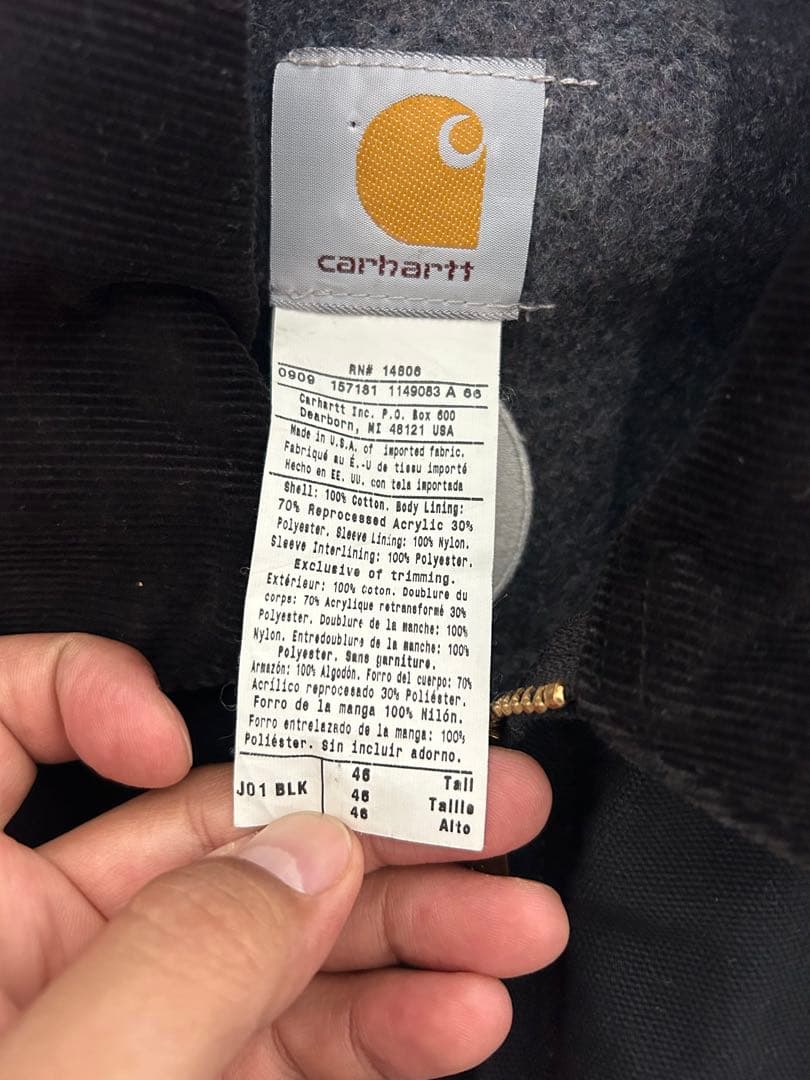 carhartt
RN# 14806
0909 157181 1149083 A 66
Carhartt Inc. P.O. Box 600
Dearborn, MI 48121 USA
Made in U.S.A. of imported fabric.
Fabriqué au É.-U de tissu importé
Hecho en EE. UU. con tela importada
Shell: 100% Cotton. Body Lining:
70% Reprocessed Acrylic 30%
Polyester. Sleeve Lining: 100% Nylon.
Sleeve Interlining: 100% Polyester.
Exclusive of trimming.
Extérieur: 100% Coton. Doublure du
corps: 70% Acrylique retransformé 30%
Polyester. Doublure de la manche: 100%
Nylon. Entredoublure de la manche: 100%
Polyester. Sans garniture.
Armazón: 100% Algodón. Forro del cuerpo: 70%
Acrílico reprocesado 30% Poliéster.
Forro de la manga 100% Nilón.
Forro entrelazado de la manga: 100%
Poliéster. Sin incluir adorno.
J01 BLK
46 Tall
46 Taille
46 Alto